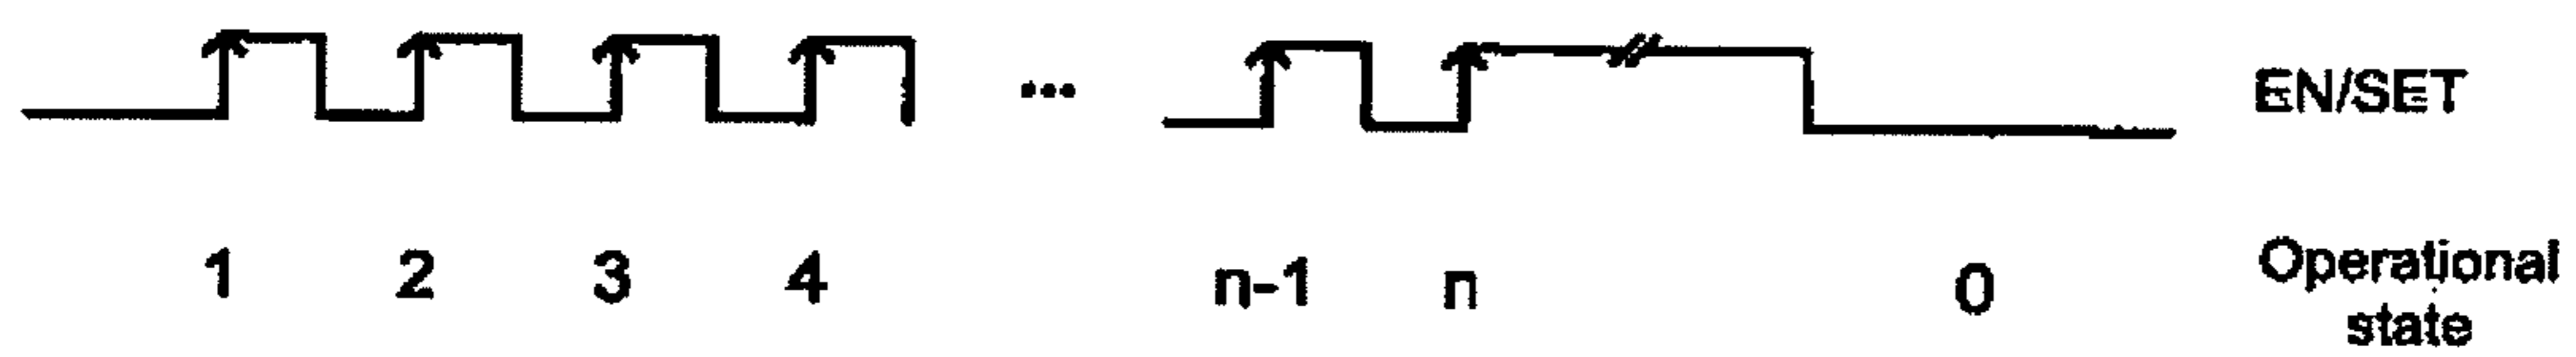 ... EN/SET
1 2 3 4 n-1 n 0 Operational
state